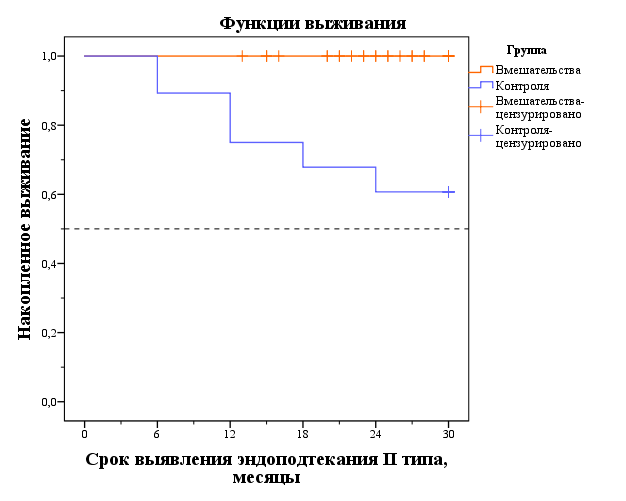 Функции выживания
Группа
Вмешательства
Контроля
Вмешательства-
цензурировано
Контроля-
цензурировано
Накопленное выживание
1,0
0,8
0,6
0,4
0,2
0,0
0 6 12 18 24 30
Срок выявления эндоподтекания II типа,
месяцы